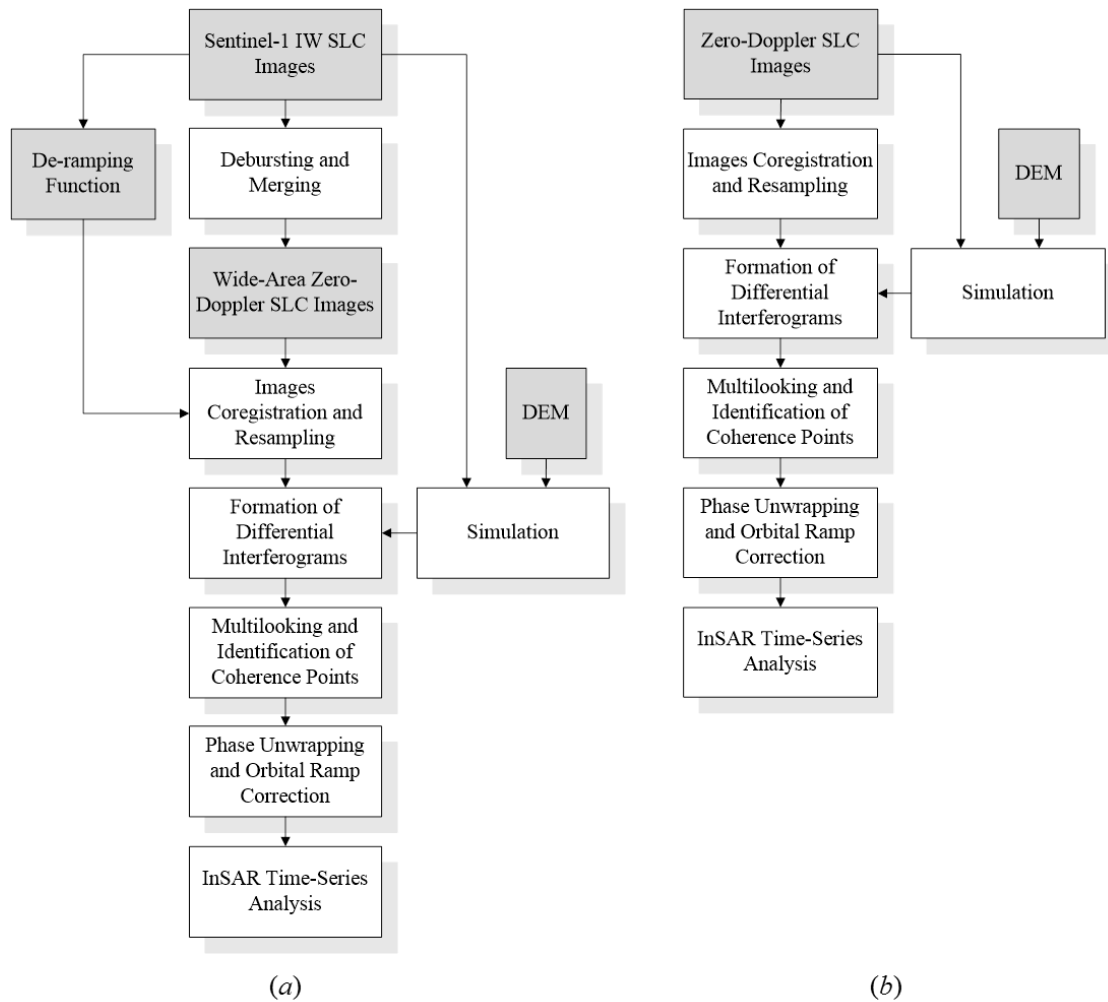 Sentinel-1 IW SLC
Images
De-ramping
Function
Debursting and
Merging
Wide-Area Zero-
Doppler SLC Images
Images
Coregistration and
Resampling
DEM
Formation of
Differential
Interferograms
Simulation
Multilooking and
Identification of
Coherence Points
Phase Unwrapping
and Orbital Ramp
Correction
InSAR Time-Series
Analysis
(a)
Zero-Doppler SLC
Images
Images Coregistration
and Resampling
DEM
Formation of
Differential
Interferograms
Simulation
Multilooking and
Identification of
Coherence Points
Phase Unwrapping
and Orbital Ramp
Correction
InSAR Time-Series
Analysis
(b)